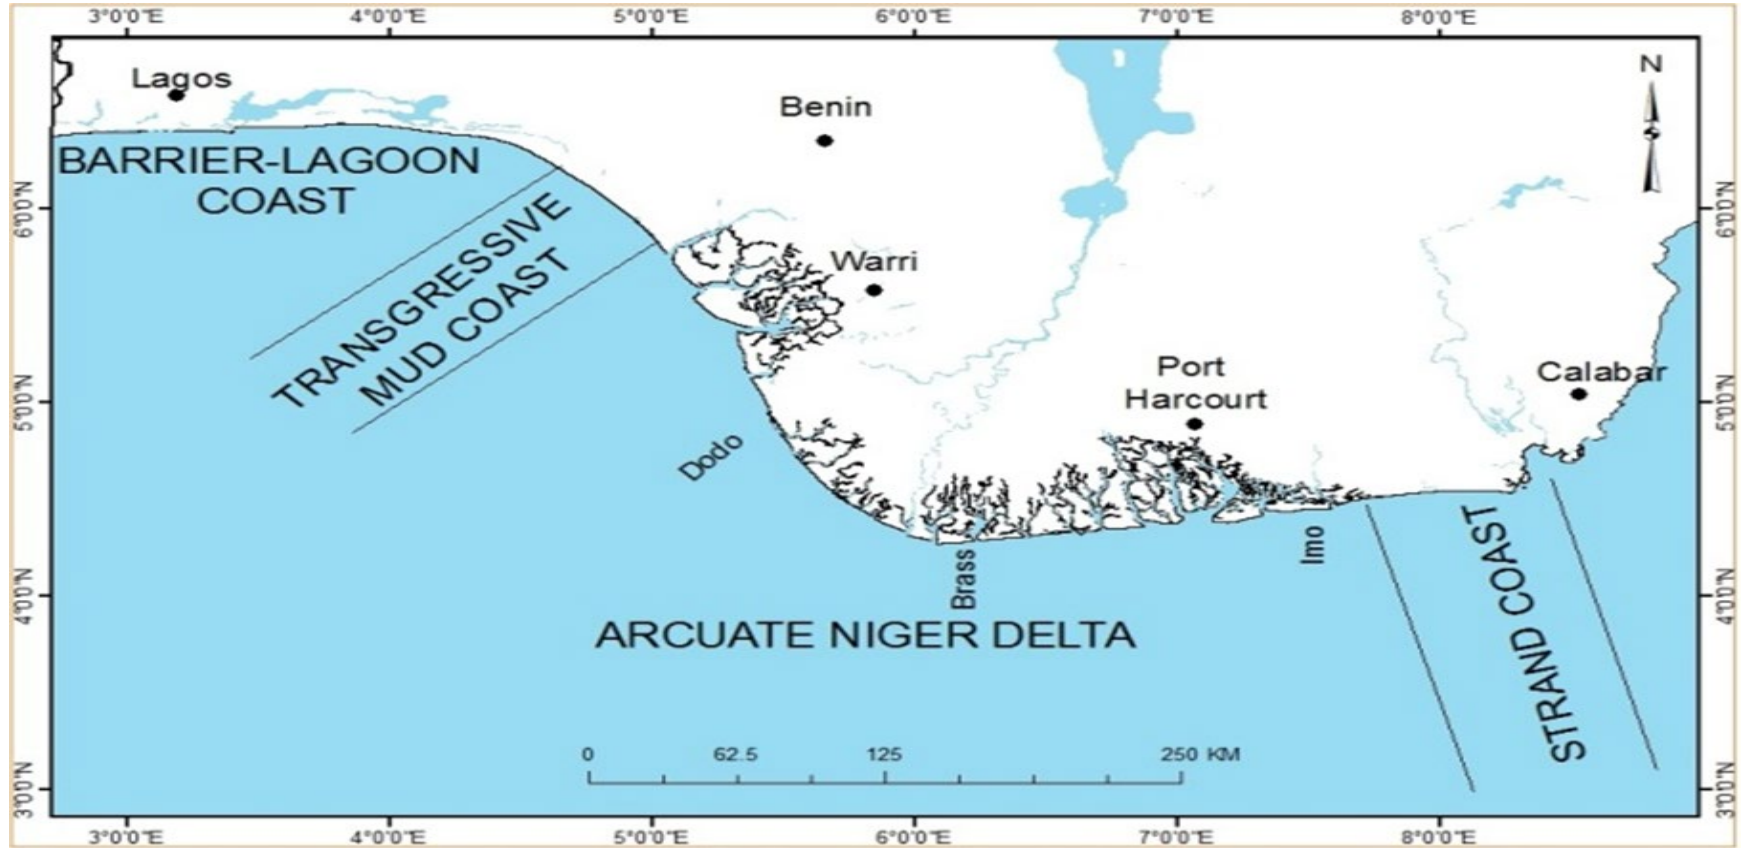 3°0'0"E 4°0'0"E 5°0'0"E 6°0'0"E 7°0'0"E 8°0'0"E
N
Lagos
Benin
BARRIER-LAGOON
COAST
6°0'0"N
6°0'0"N
TRANSGRESSIVE
MUD COAST
Warri
Port
Harcourt
Calabar
5°0'0"N
5°0'0"N
Dodo
Brass
Imo
STRAND COAST
4°0'0"N
4°0'0"N
ARCUATE NIGER DELTA
0 62.5 125 250 KM
3°0'0"N
3°0'0"N
3°0'0"E 4°0'0"E 5°0'0"E 6°0'0"E 7°0'0"E 8°0'0"E